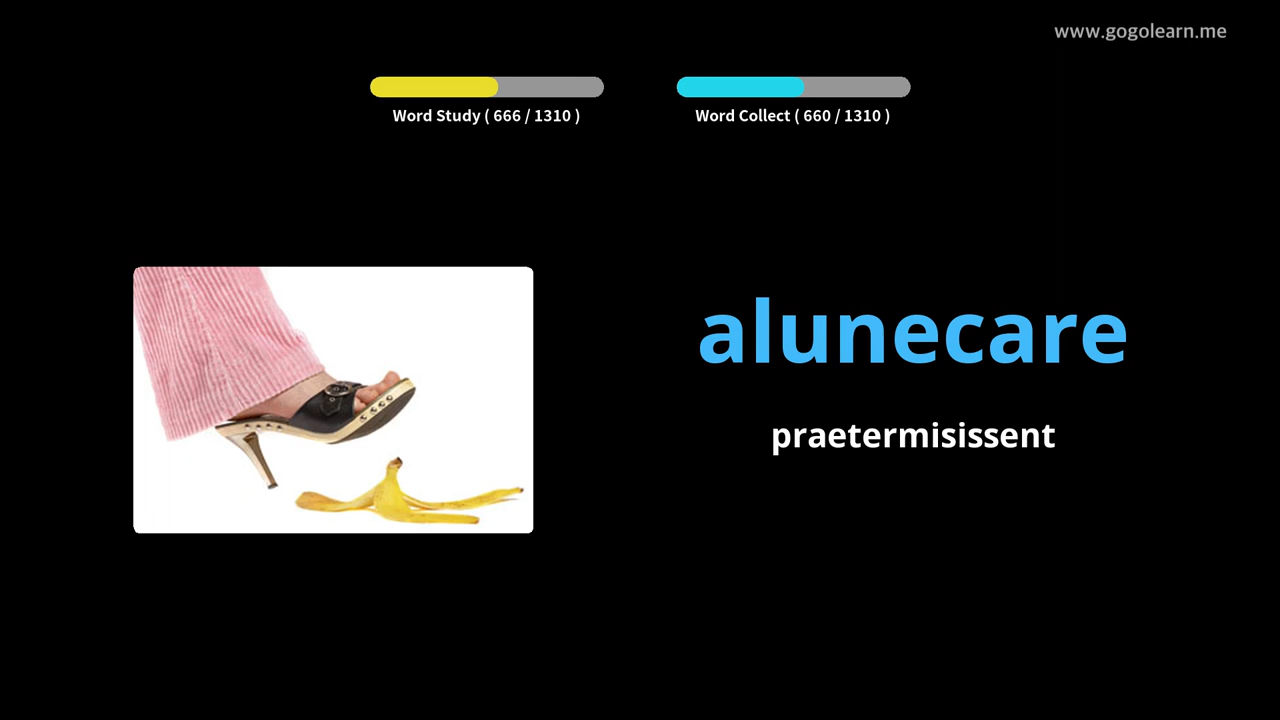 www.gogolearn.me
Word Study ( 666 / 1310 )
Word Collect ( 660 / 1310 )
alunecare
praetermisissent